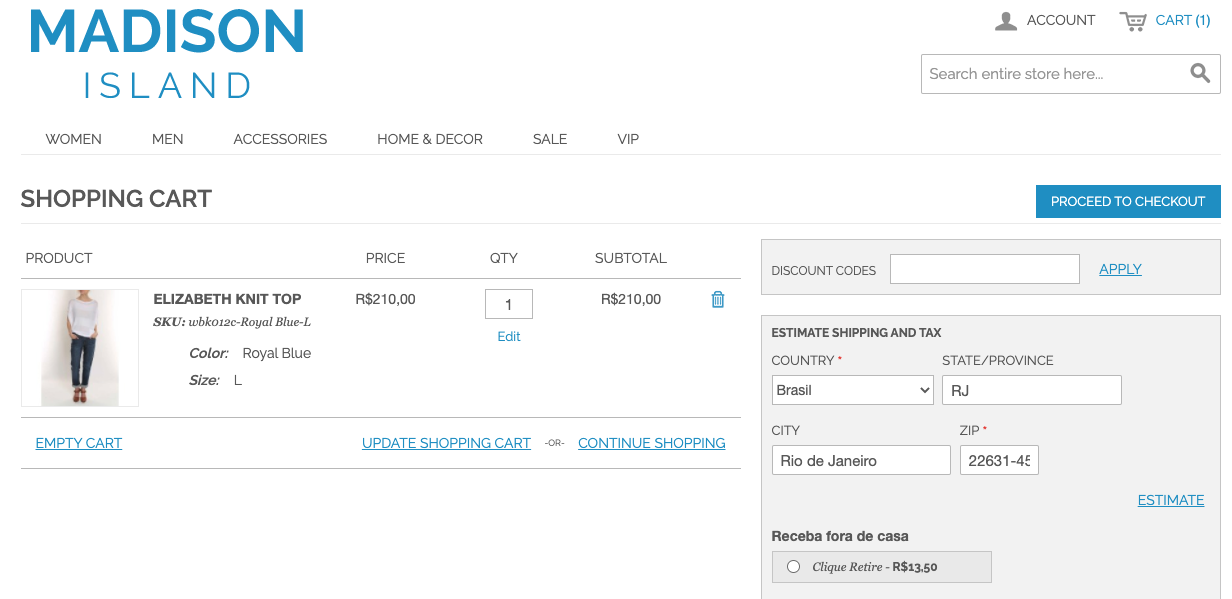 MADISON
ISLAND
ACCOUNT
CART (1)
Search entire store here...
WOMEN MEN ACCESSORIES HOME & DECOR SALE VIP
SHOPPING CART
PROCEED TO CHECKOUT
PRODUCT PRICE QTY SUBTOTAL
ELIZABETH KNIT TOP R$210,00 1 R$210,00
SKU: wbk012c-Royal Blue-L
Edit
Color: Royal Blue
Size: L
EMPTY CART UPDATE SHOPPING CART -OR- CONTINUE SHOPPING
DISCOUNT CODES APPLY
ESTIMATE SHIPPING AND TAX
COUNTRY * STATE/PROVINCE
Brasil RJ
CITY ZIP *
Rio de Janeiro 22631-45
ESTIMATE
Receba fora de casa
Clique Retire - R$13,50